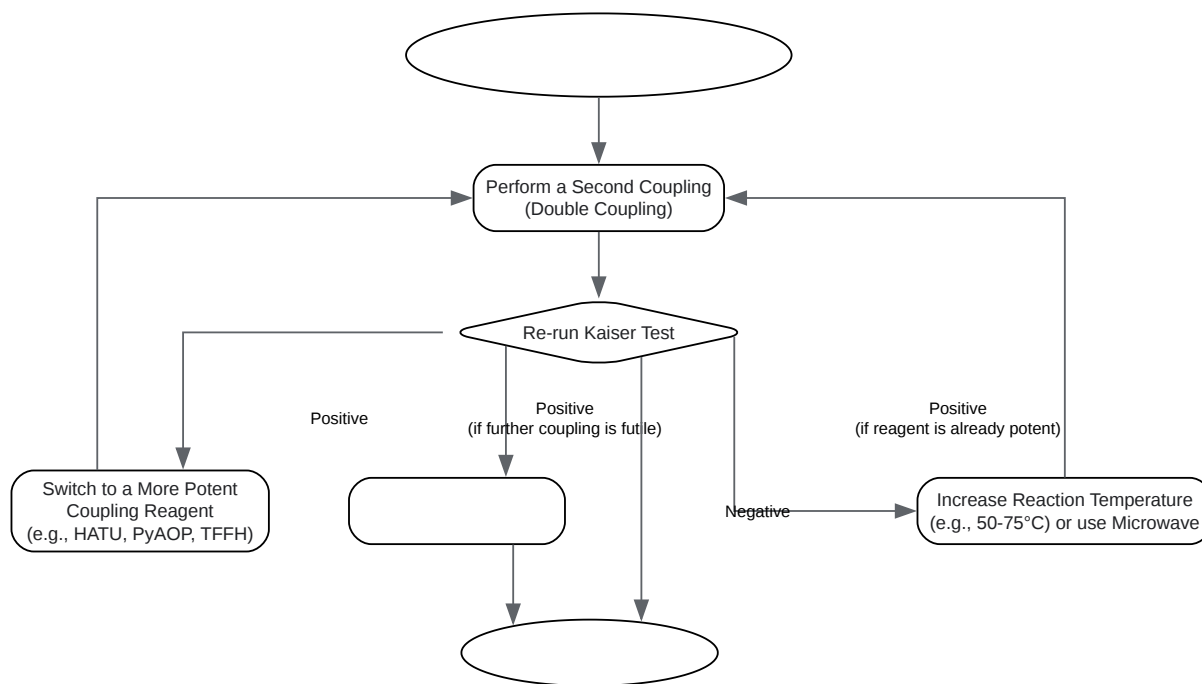 Perform a Second Coupling
(Double Coupling)
Re-run Kaiser Test
Positive
Positive
(if further coupling is futile)
Positive
(if reagent is already potent)
Switch to a More Potent
Coupling Reagent
(e.g., HATU, PyAOP, TFFH)
Negative
Increase Reaction Temperature
(e.g., 50-75°C) or use Microwave